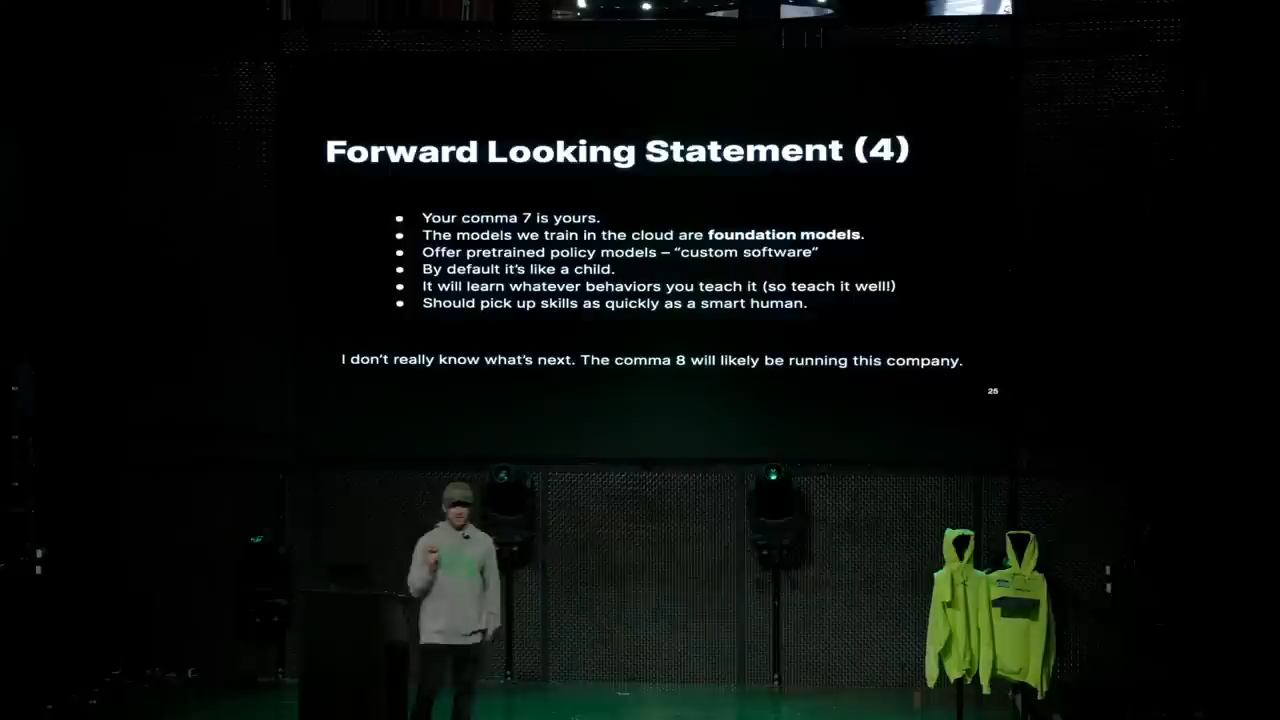 Forward Looking Statement (4)
● Your comma 7 is yours.
● The models we train in the cloud are foundation models.
● Offer pretrained policy models – “custom software”
● By default it’s like a child.
● It will learn whatever behaviors you teach it (so teach it well!)
● Should pick up skills as quickly as a smart human.
I don’t really know what’s next. The comma 8 will likely be running this company.
25